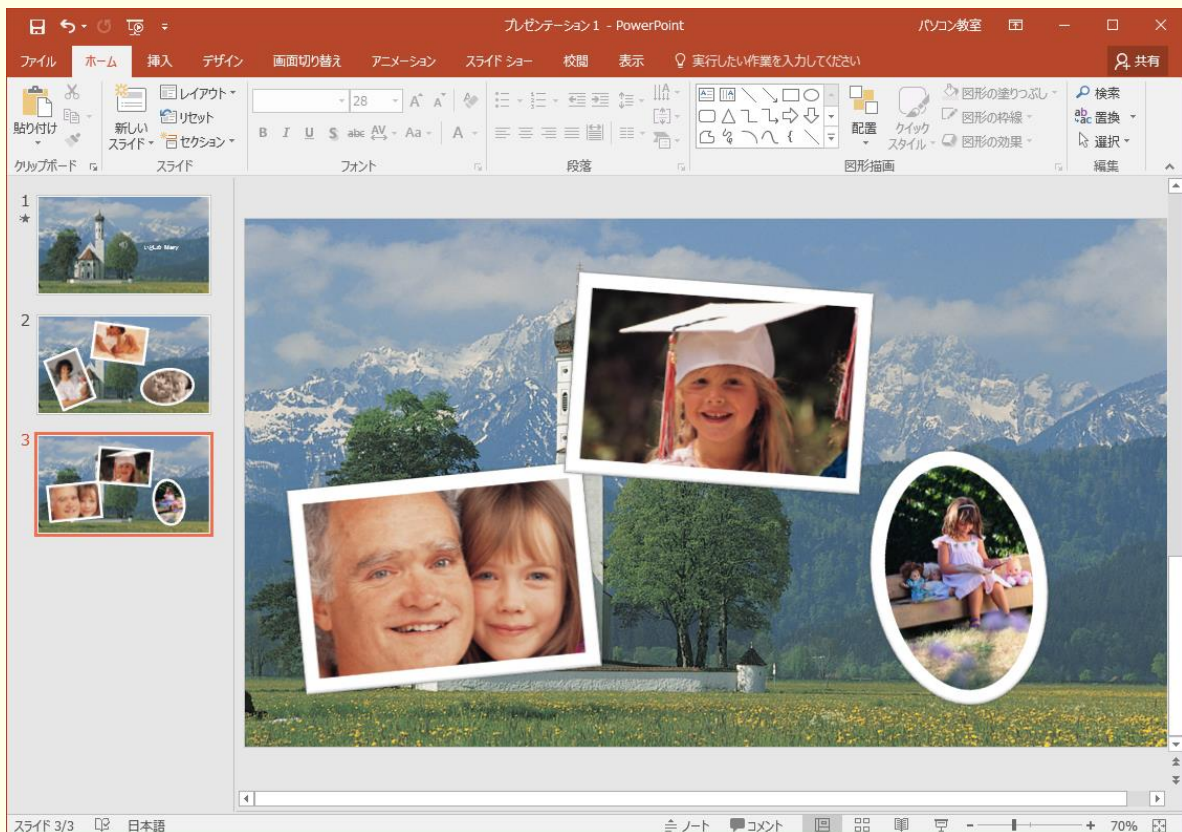 プレゼンテーション1 - PowerPoint
パソコン教室
ファイル ホーム 挿入 デザイン 画面切り替え アニメーション スライド ショー 校閲 表示 実行したい作業を入力してください 共有
貼り付け
新しい
スライド
レイアウト
リセット
セクション
28
B I U S abc AV Aa A
配置
クイック
スタイル
図形の塗りつぶし
図形の枠線
図形の効果
検索
置換
選択
クリップボード スライド フォント 段落 図形描画 編集
1
2
3
スライド 3/3 日本語 ノート コメント 70%